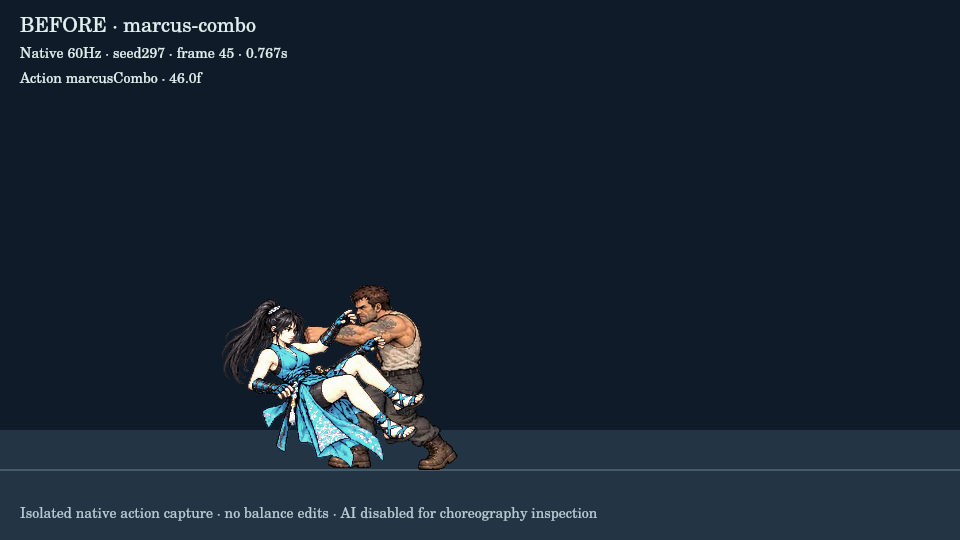 BEFORE · marcus-combo
Native 60Hz · seed297 · frame 45 · 0.767s
Action marcusCombo · 46.0f
Isolated native action capture · no balance edits · AI disabled for choreography inspection